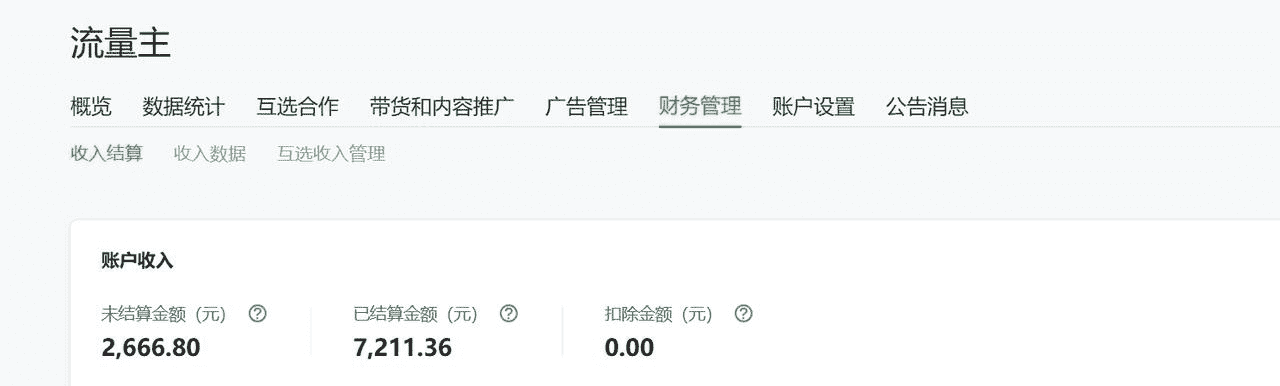 流量主
概览 数据统计 互选合作 带货和内容推广 广告管理 财务管理 账户设置 公告消息
收入结算 收入数据 互选收入管理
账户收入
未结算金额（元） ? 已结算金额（元） ? 扣除金额（元） ?
2,666.80 7,211.36 0.00